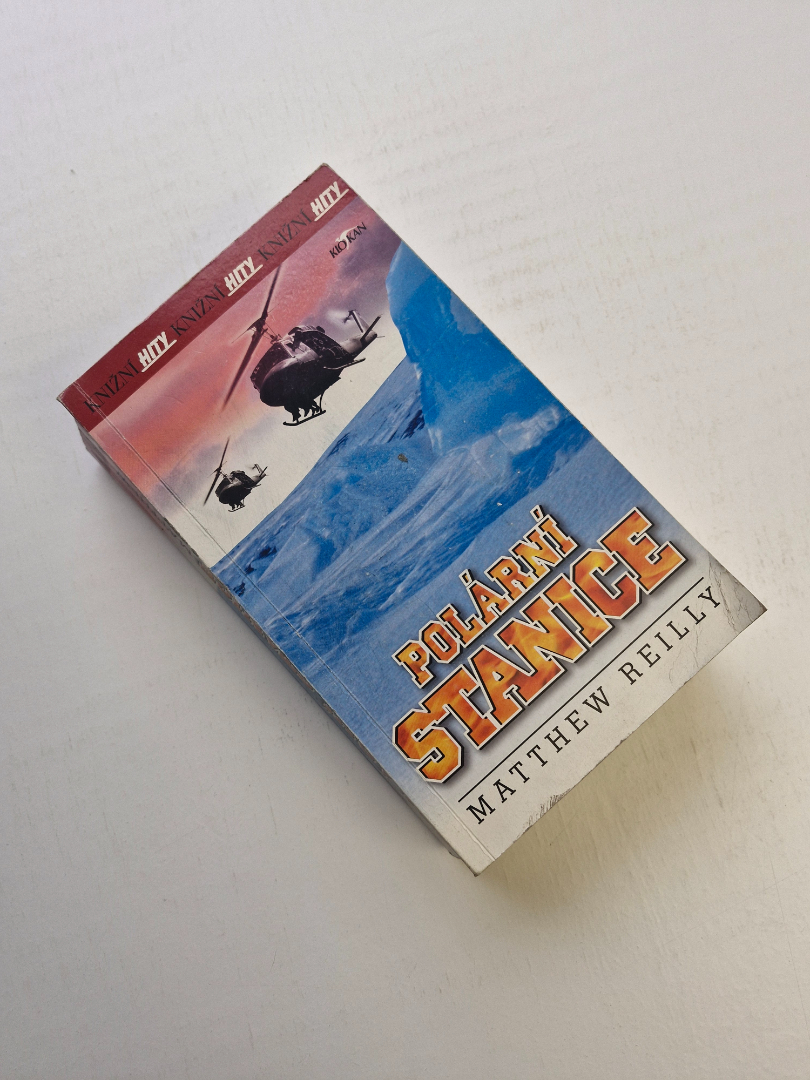 KNIŽNÍ HITY KNIŽNÍ HITY KNIŽNÍ HITY
KLOKAN
POLÁRNÍ
STANICE
MATTHEW REILLY